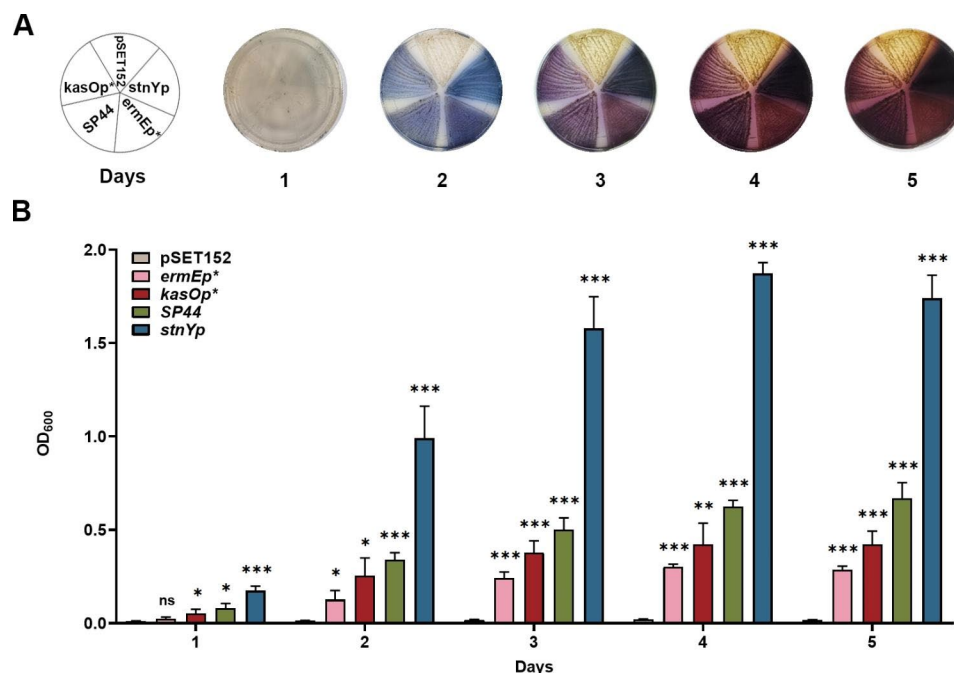 A
pSET152
kasOp* stnYp
SP44 ermEp*
Days 1 2 3 4 5
B
2.0
1.5
1.0
0.5
0.0
OD600
pSET152
ermEp*
kasOp*
SP44
stnYp
ns * * ***
* * *** ***
*** *** *** ***
*** ** *** ***
*** *** *** ***
1 2 3 4 5
Days